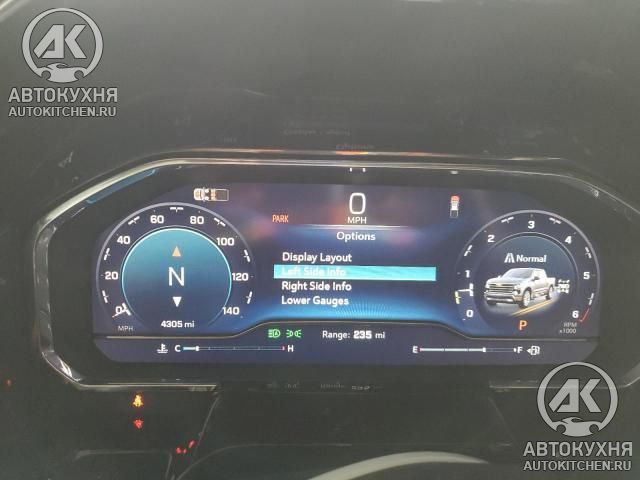 АК
АВТОКУХНЯ
AUTOKITCHEN.RU
0
MPH
PARK
Options
Display Layout
Left Side Info
Right Side Info
Lower Gauges
0 20 40 60 80 100 120 140
N
MPH
4305 mi
0 1 2 3 4 5 6
Normal
P
RPM
x1000
Range: 235 mi
C H
E F
АК
АВТОКУХНЯ
AUTOKITCHEN.RU